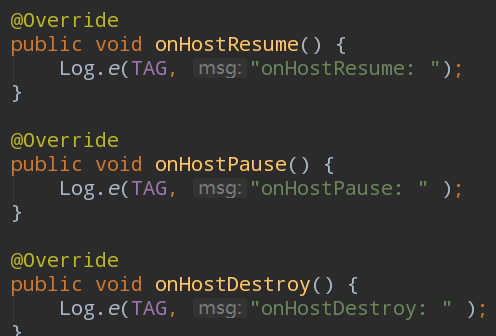 @Override
public void onHostResume() {
    Log.e(TAG, msg: "onHostResume: ");
}
@Override
public void onHostPause() {
    Log.e(TAG, msg: "onHostPause: " );
}
@Override
public void onHostDestroy() {
    Log.e(TAG, msg: "onHostDestroy: " );
}